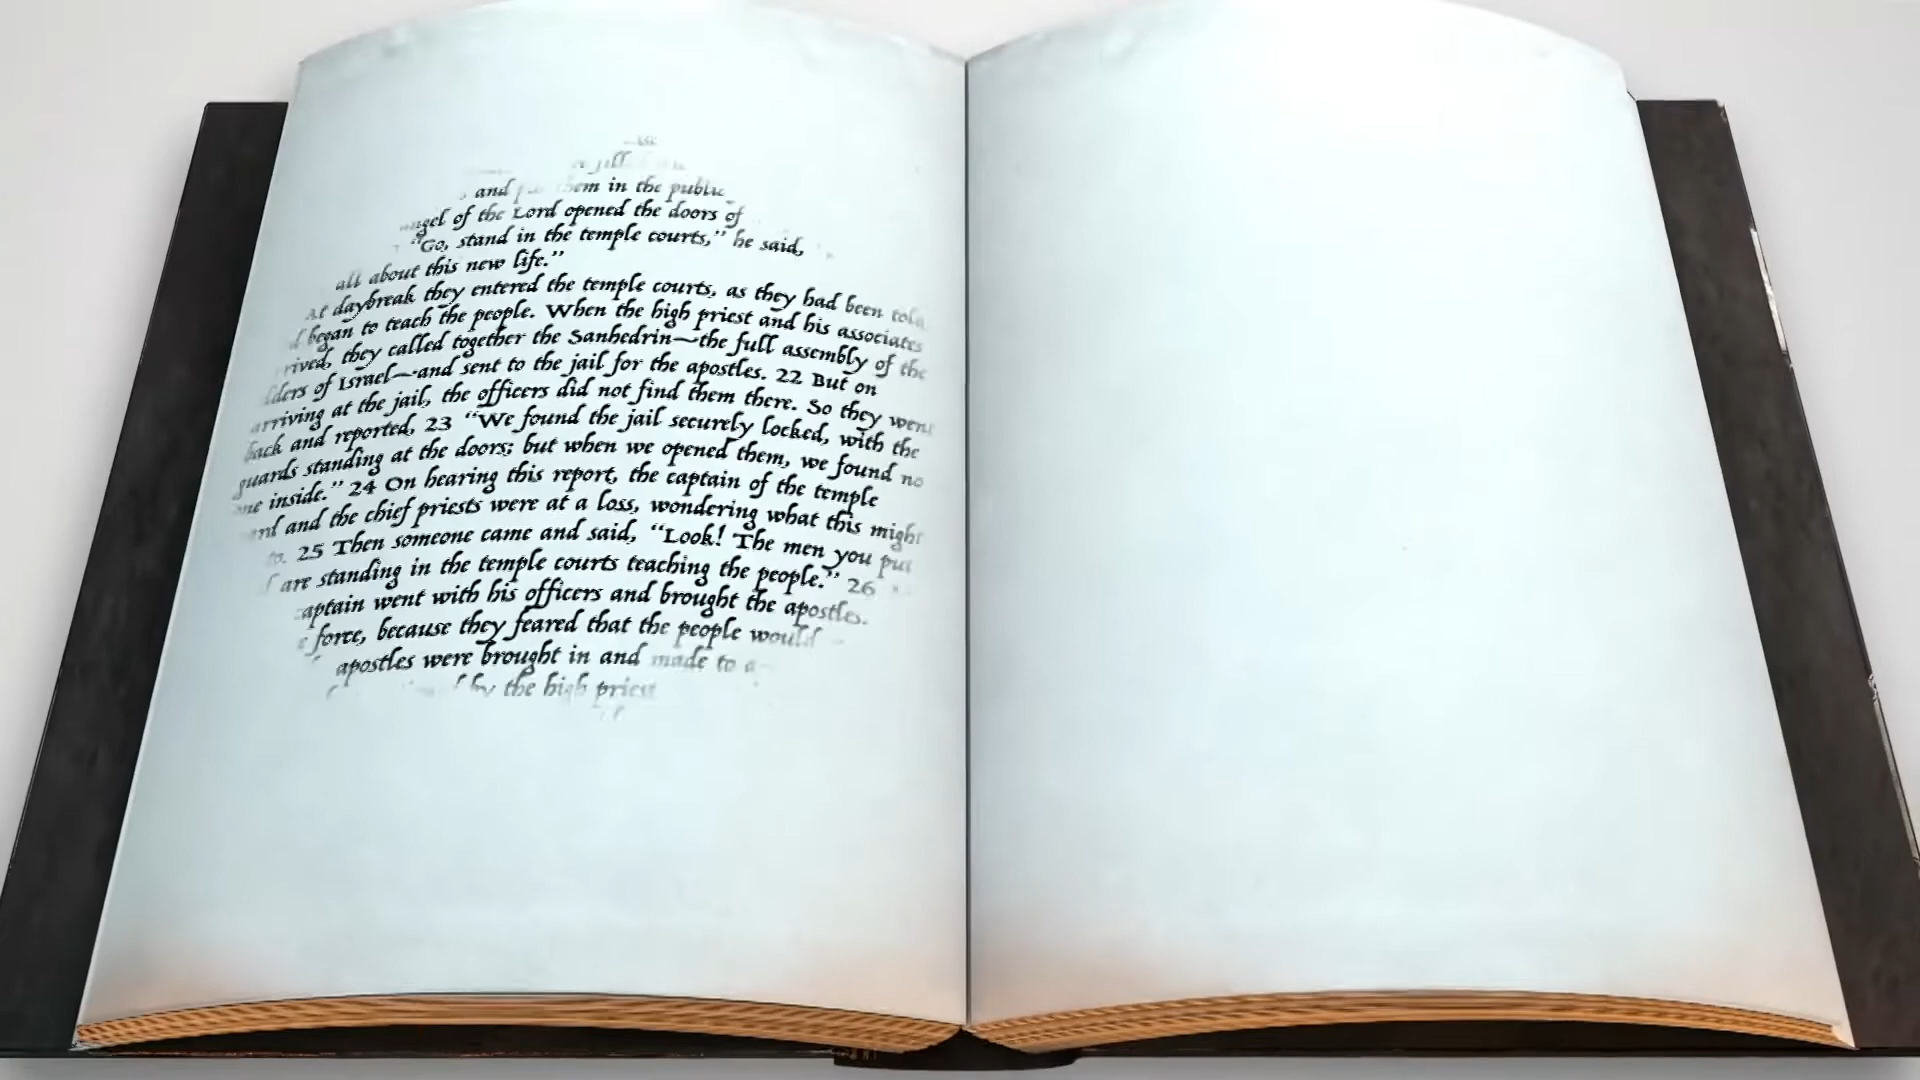 and them in the public
of the Lord opened the doors of
"Go, stand in the temple courts," he said,
all about this new life."
At daybreak they entered the temple courts, as they had been told
began to teach the people. When the high priest and his associates
they called together the Sanhedrin—the full assembly of the
of Israel—and sent to the jail for the apostles. 22 But on
arriving at the jail, the officers did not find them there. So they went
back and reported, 23 "We found the jail securely locked, with the
guards standing at the doors; but when we opened them, we found no
inside." 24 On hearing this report, the captain of the temple
and the chief priests were at a loss, wondering what this might
25 Then someone came and said, "Look! The men you put
are standing in the temple courts teaching the people." 26
went with his officers and brought the apostles.
force, because they feared that the people would
apostles were brought in and made to
by the high priest